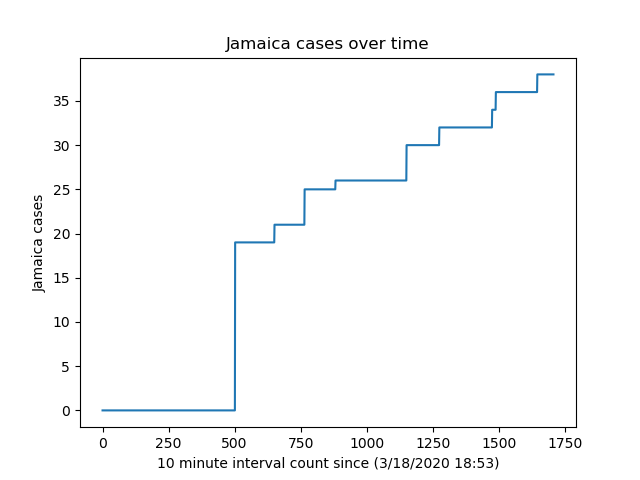 Jamaica cases over time
35
30
25
20
15
10
5
0
Jamaica cases
0 250 500 750 1000 1250 1500 1750
10 minute interval count since (3/18/2020 18:53)